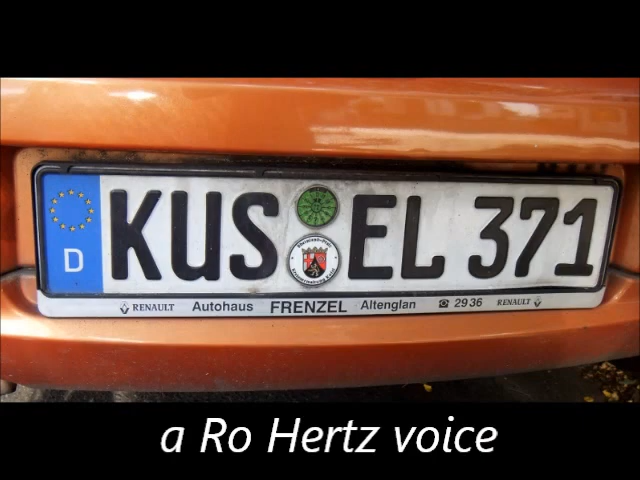 D KUS EL 371
RENAULT Autohaus FRENZEL Altenglan ☎ 2936 RENAULT
a Ro Hertz voice